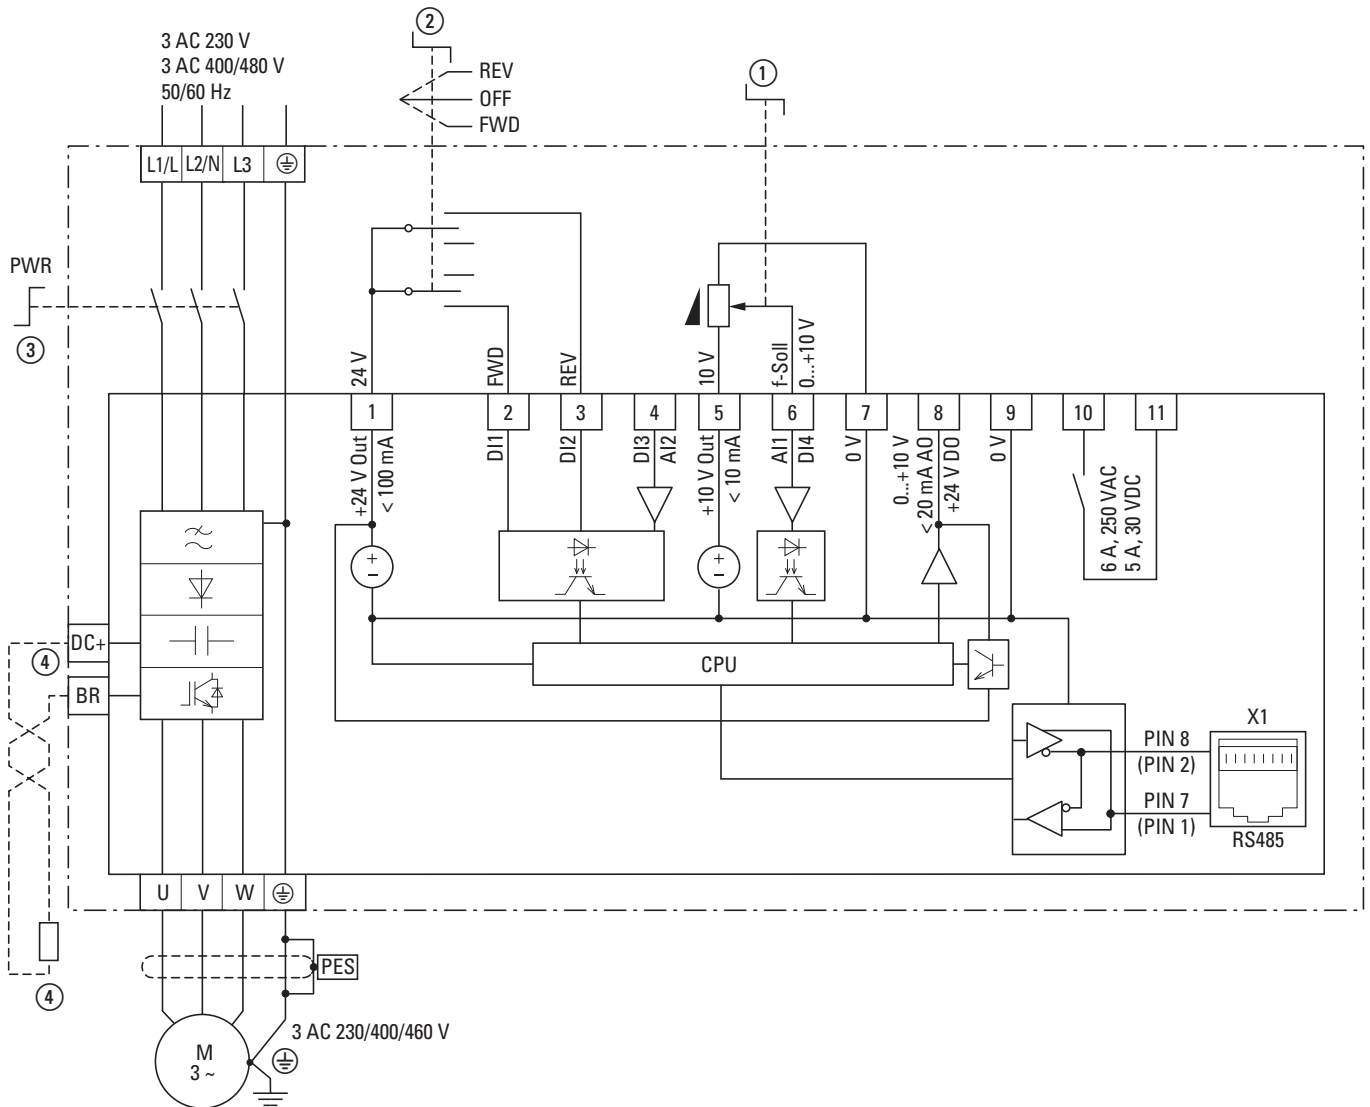 3 AC 230 V
3 AC 400/480 V
50/60 Hz
2
REV
OFF
FWD
1
L1/L L2/N L3
PWR
3
24 V
FWD
REV
10 V
f-Soll
0...+10 V
1 2 3 4 5 6 7 8 9 10 11
+24 V Out
< 100 mA
DI1
DI2
DI3
AI2
+10 V Out
< 10 mA
AI1
DI4
0 V
0...+10 V
< 20 mA AO
+24 V DO
0 V
6 A, 250 VAC
5 A, 30 VDC
+
-
+
-
DC+
4
BR
CPU
X1
PIN 8
(PIN 2)
PIN 7
(PIN 1)
RS485
U V W
PES
4
3 AC 230/400/460 V
M
3 ~